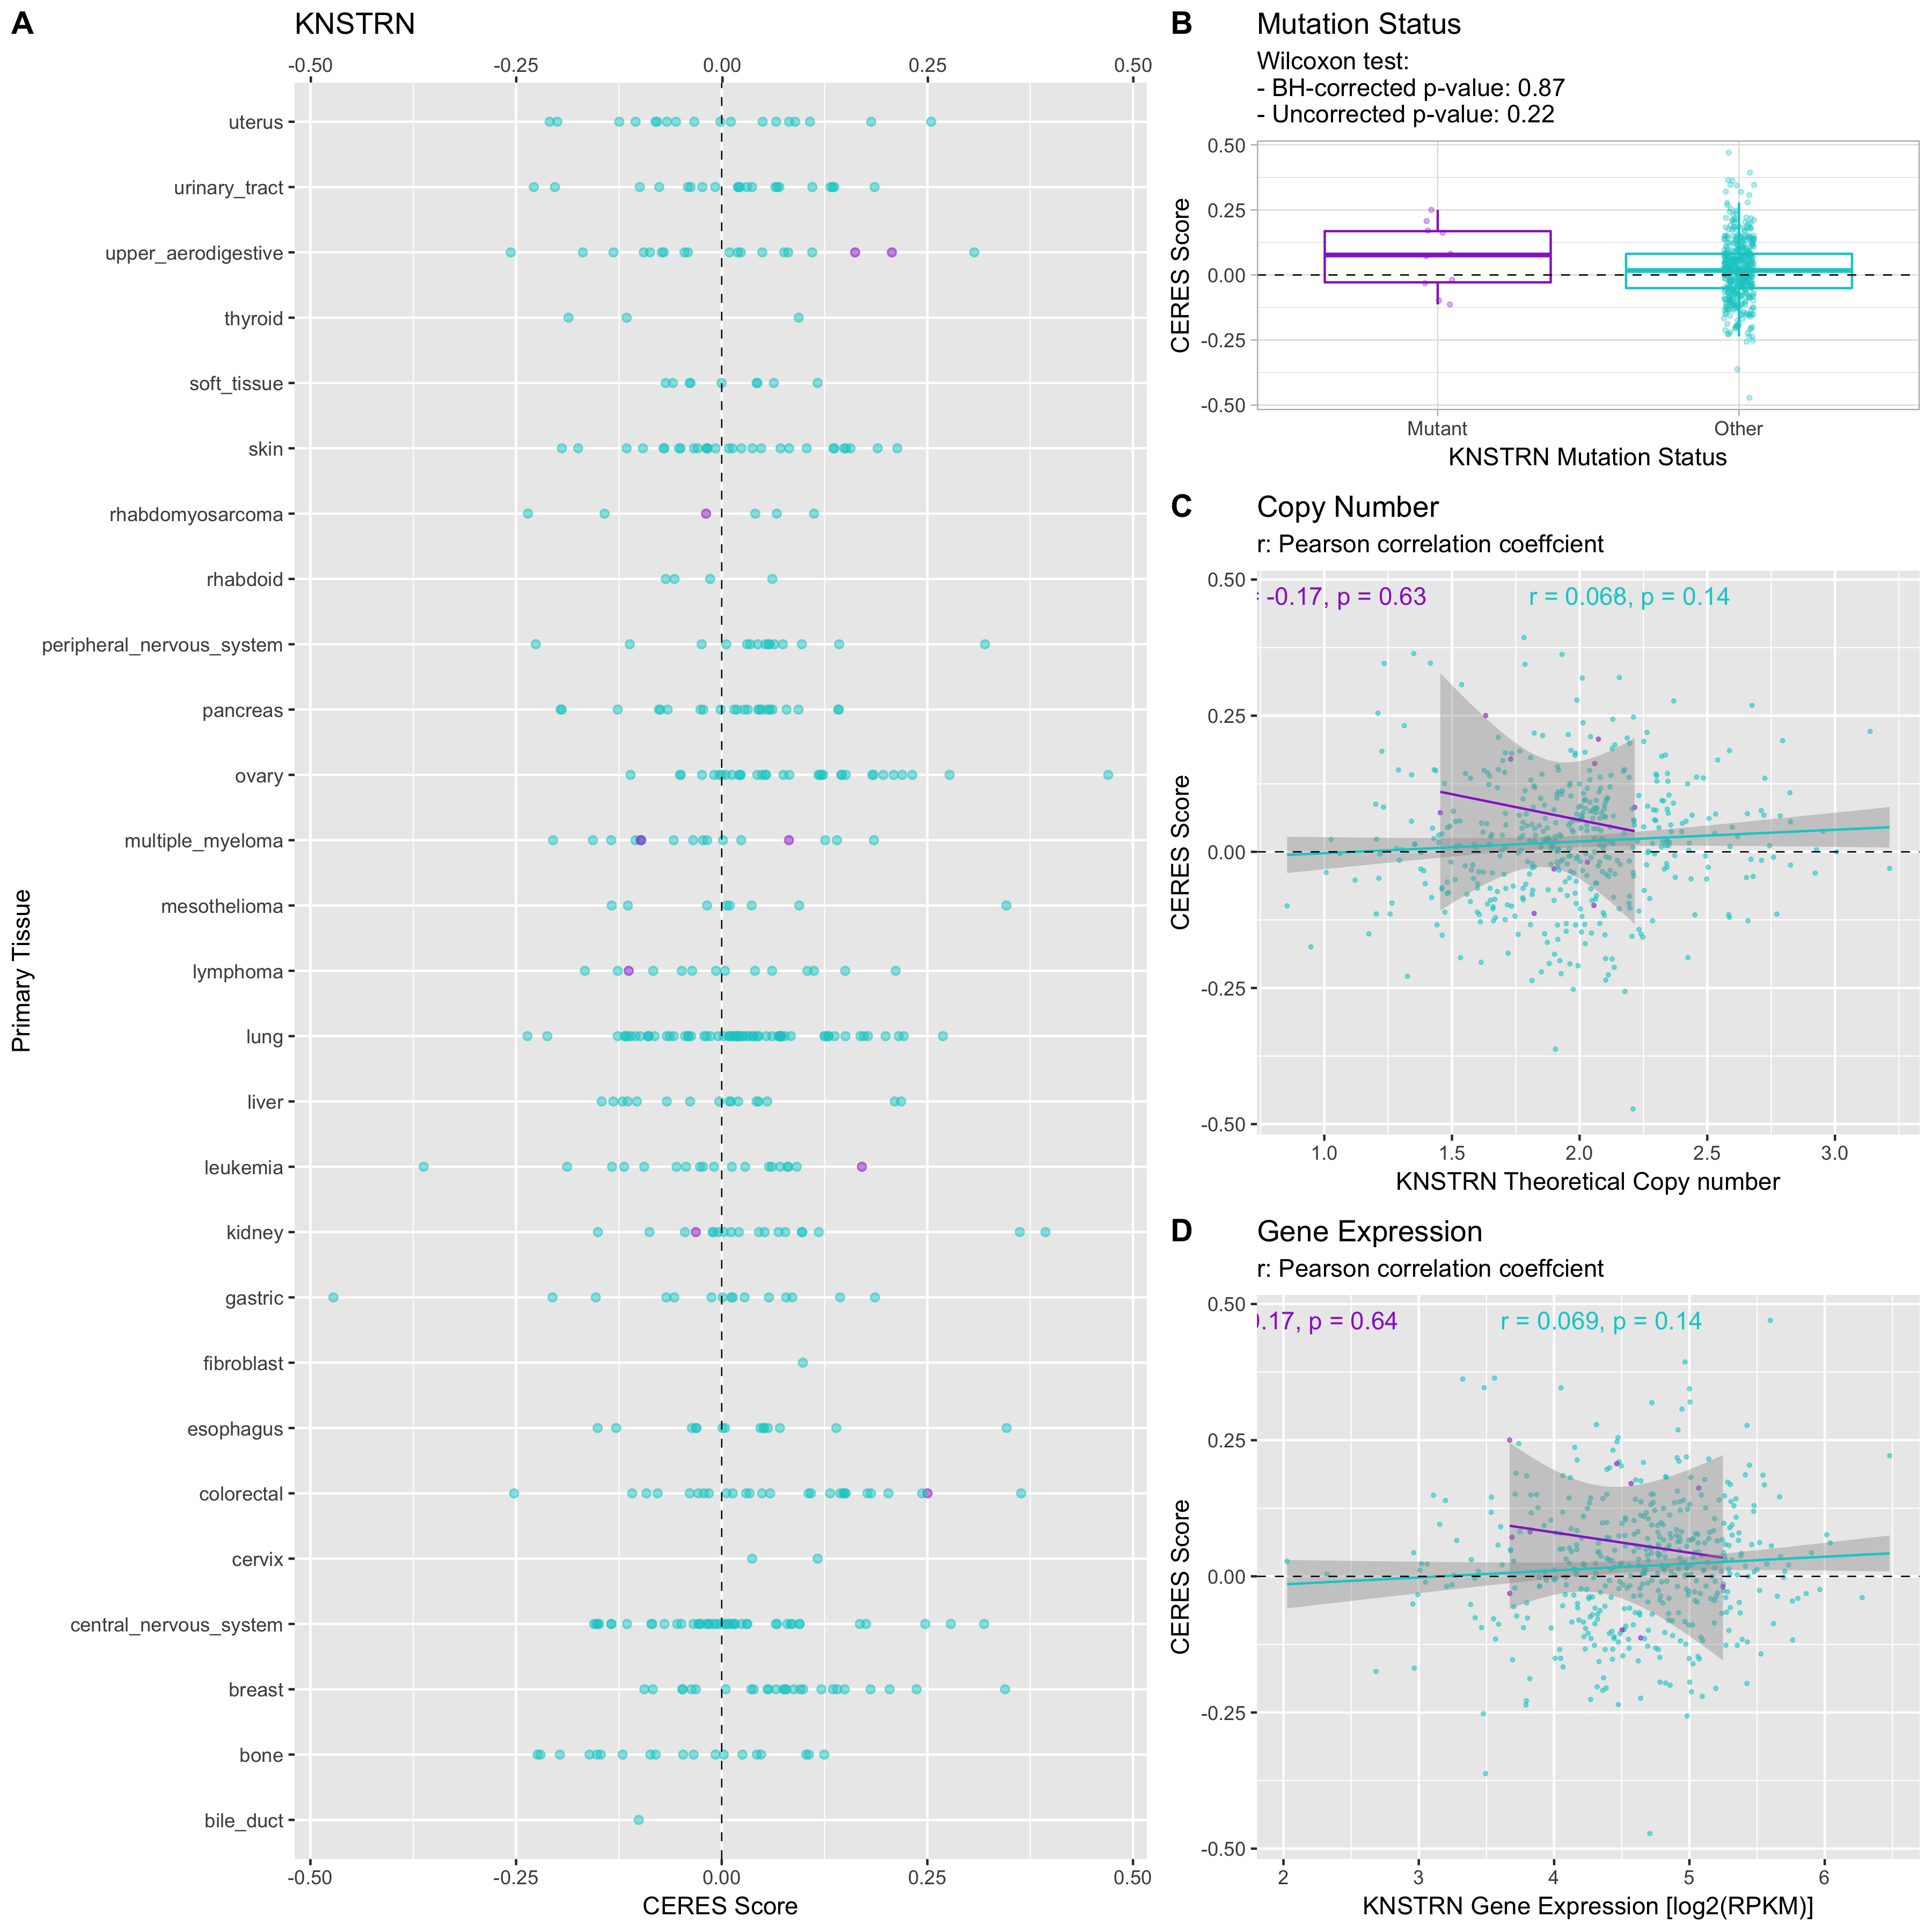 A
KNSTRN
-0.50 -0.25 0.00 0.25 0.50
uterus
urinary_tract
upper_aerodigestive
thyroid
soft_tissue
skin
rhabdomyosarcoma
rhabdoid
peripheral_nervous_system
pancreas
ovary
multiple_myeloma
mesothelioma
lymphoma
lung
liver
leukemia
kidney
gastric
fibroblast
esophagus
colorectal
cervix
central_nervous_system
breast
bone
bile_duct
-0.50 -0.25 0.00 0.25 0.50
CERES Score
Primary Tissue
B
Mutation Status
Wilcoxon test:
- BH-corrected p-value: 0.87
- Uncorrected p-value: 0.22
0.50
0.25
0.00
-0.25
-0.50
CERES Score
Mutant Other
KNSTRN Mutation Status
C
Copy Number
r: Pearson correlation coeffcient
-0.17, p = 0.63 r = 0.068, p = 0.14
0.50
0.25
0.00
-0.25
-0.50
CERES Score
1.0 1.5 2.0 2.5 3.0
KNSTRN Theoretical Copy number
D
Gene Expression
r: Pearson correlation coeffcient
.17, p = 0.64 r = 0.069, p = 0.14
0.50
0.25
0.00
-0.25
-0.50
CERES Score
2 3 4 5 6
KNSTRN Gene Expression [log2(RPKM)]